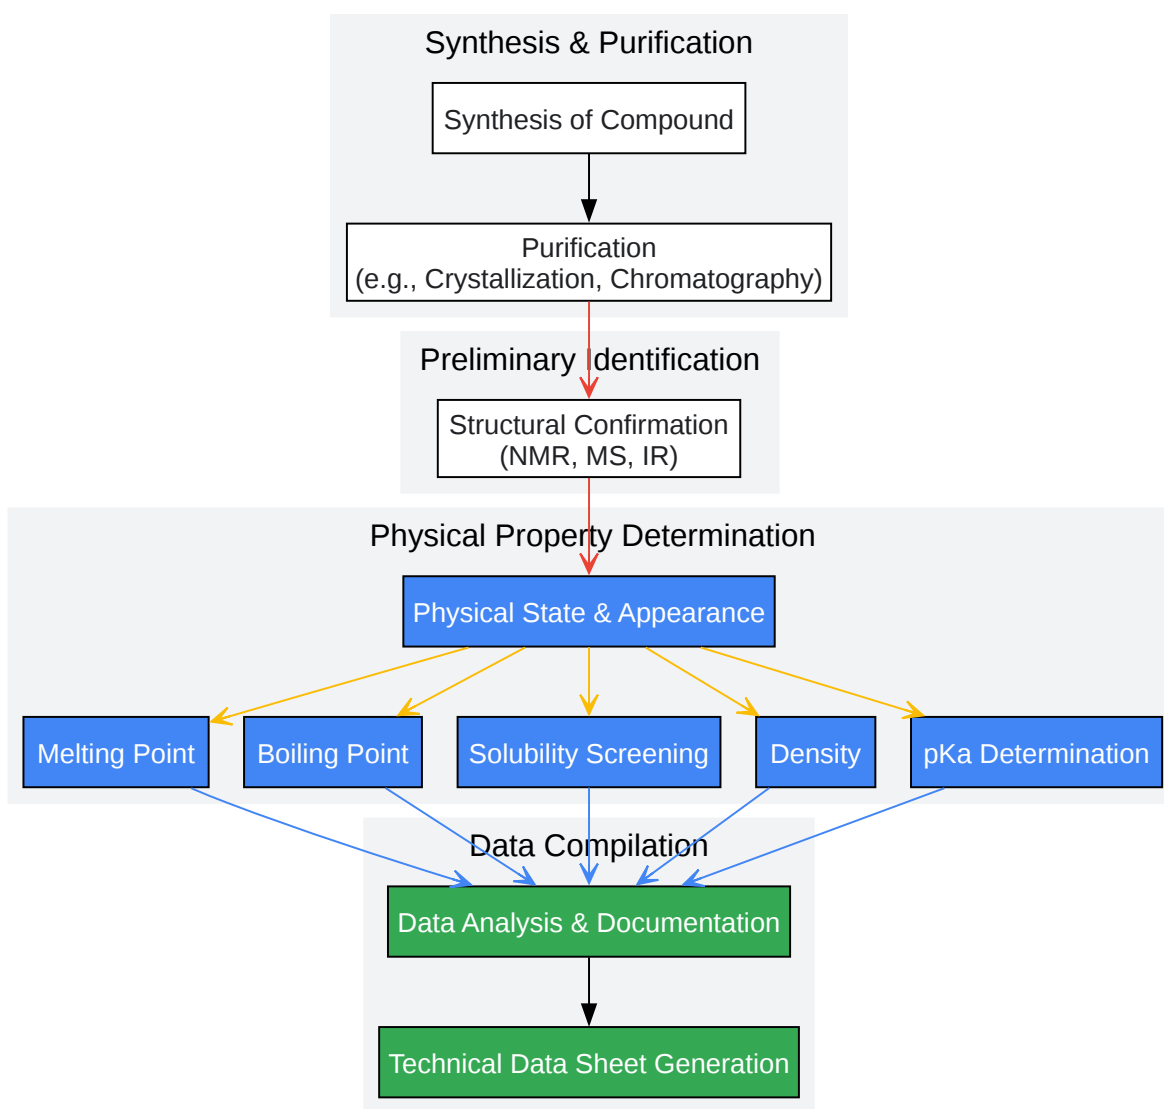 Synthesis & Purification
Synthesis of Compound
Purification
(e.g., Crystallization, Chromatography)
Preliminary Identification
Structural Confirmation
(NMR, MS, IR)
Physical Property Determination
Physical State & Appearance
Melting Point
Boiling Point
Solubility Screening
Density
pKa Determination
Data Compilation
Data Analysis & Documentation
Technical Data Sheet Generation